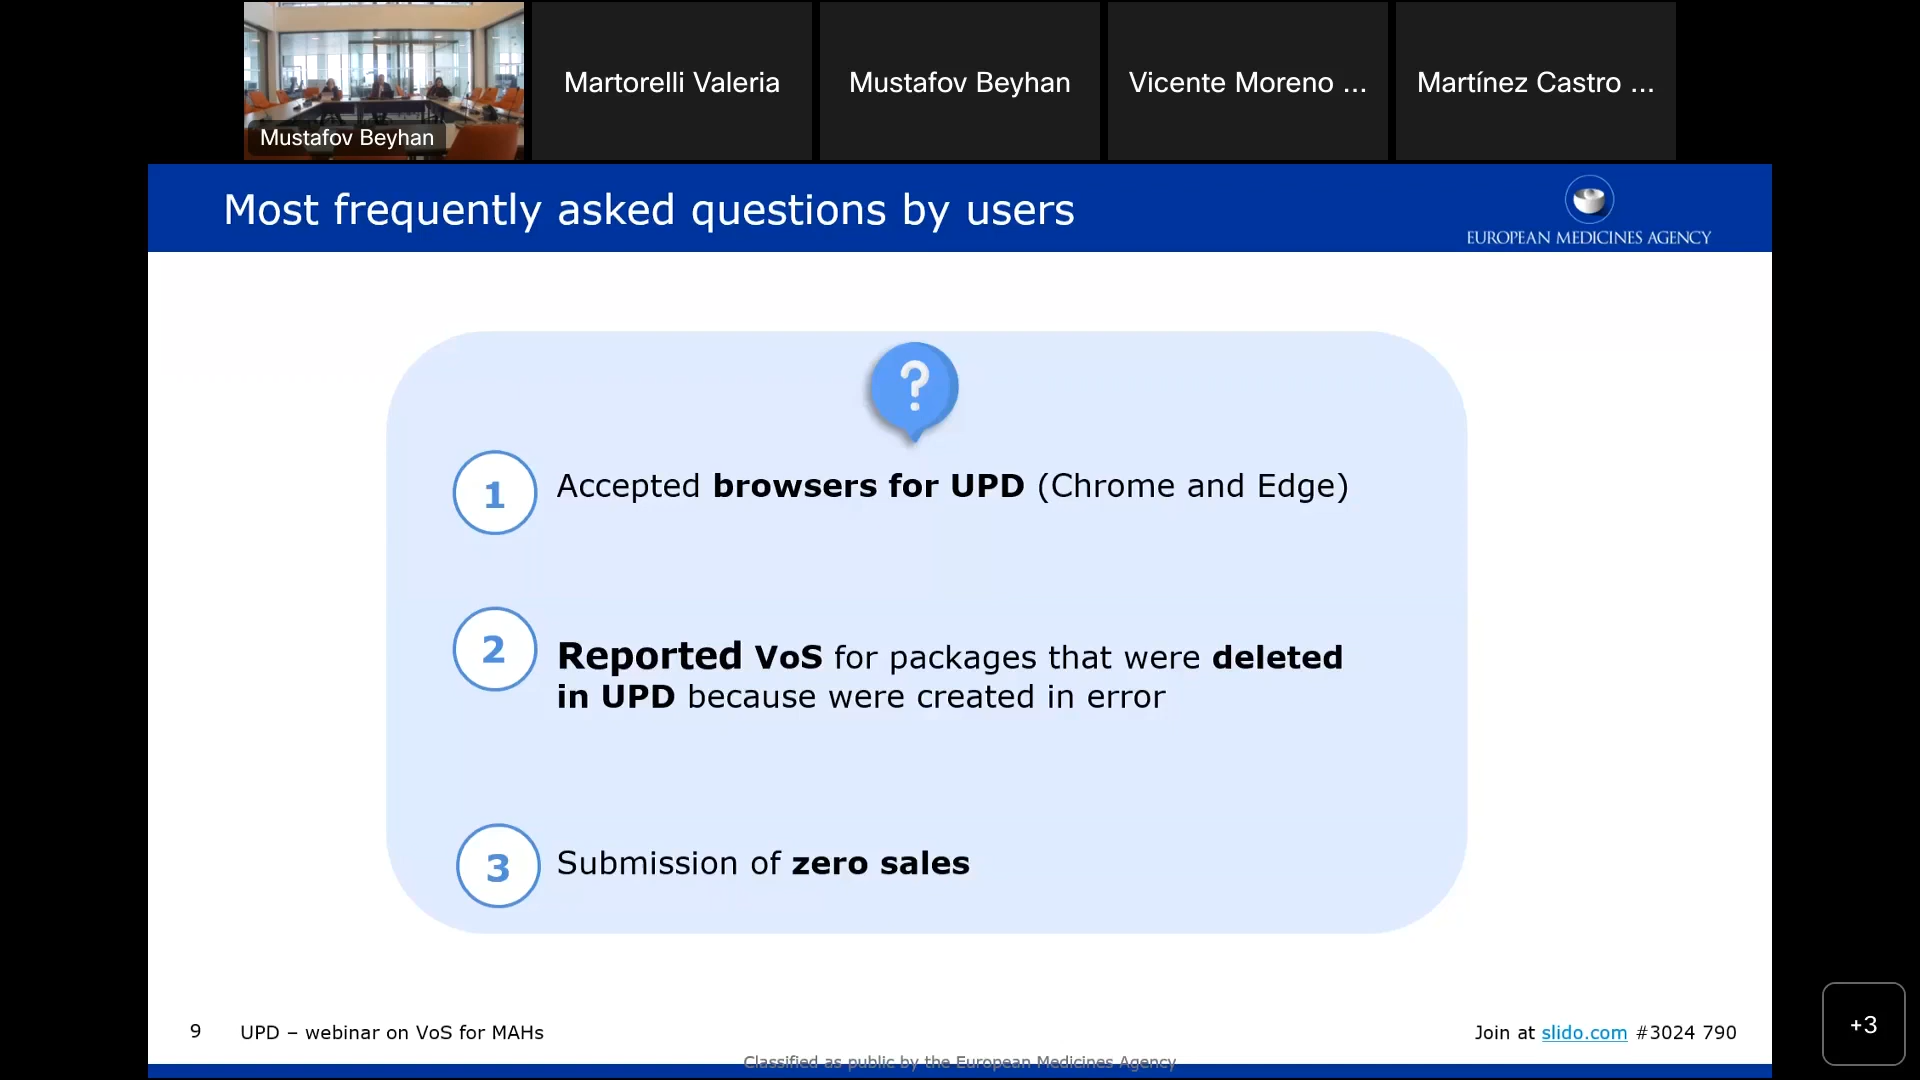 Mustafov Beyhan
Martorelli Valeria
Mustafov Beyhan
Vicente Moreno ...
Martínez Castro ...
Most frequently asked questions by users
EUROPEAN MEDICINES AGENCY
?
1 Accepted browsers for UPD (Chrome and Edge)
2 Reported VoS for packages that were deleted
in UPD because were created in error
3 Submission of zero sales
9 UPD – webinar on VoS for MAHs
Join at slido.com #3024 790
Classified as public by the European Medicines Agency
+3